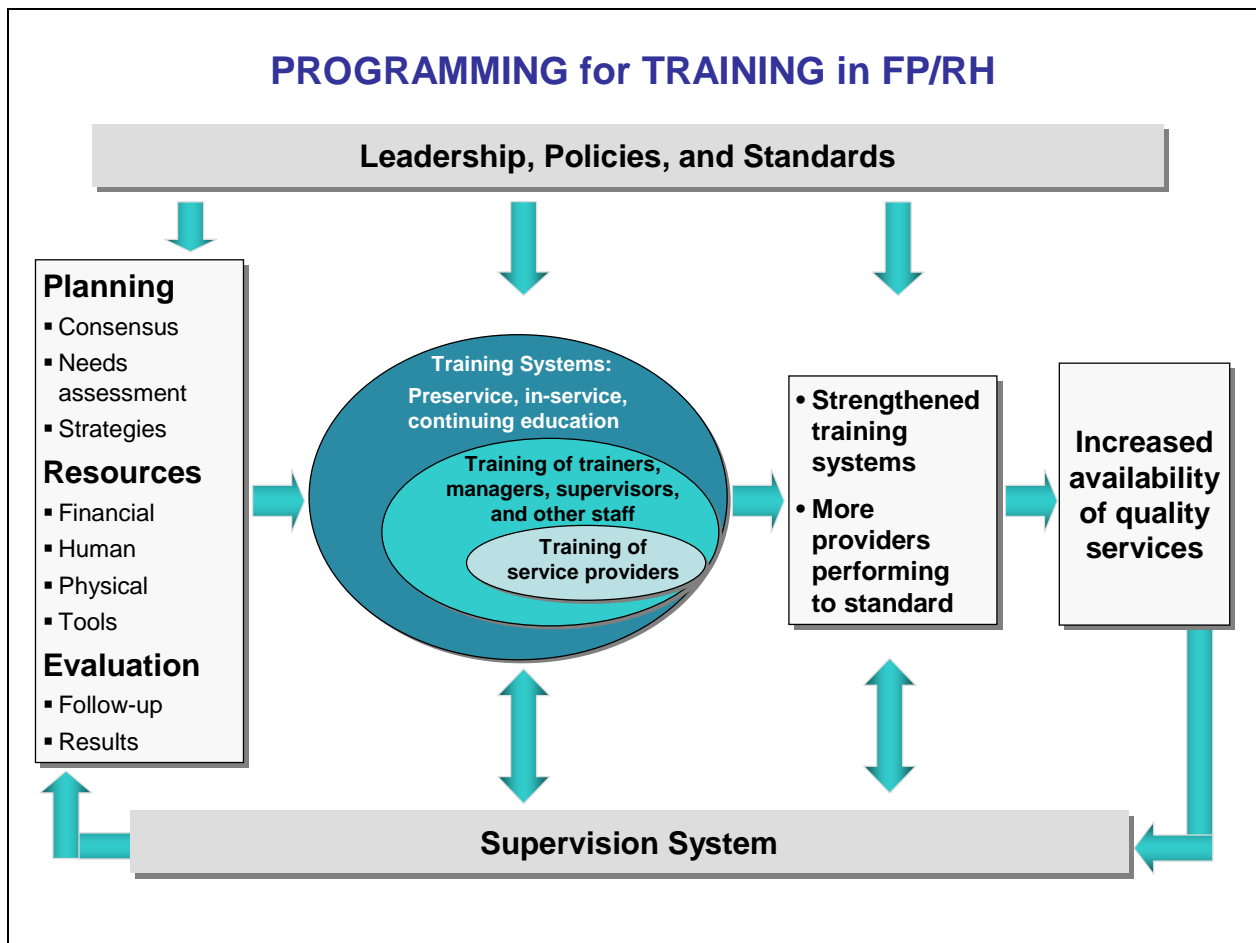 PROGRAMMING for TRAINING in FP/RH
Leadership, Policies, and Standards
Planning
▪ Consensus
▪ Needs
assessment
▪ Strategies
Resources
▪ Financial
▪ Human
▪ Physical
▪ Tools
Evaluation
▪ Follow-up
▪ Results
Training Systems:
Preservice, in-service,
continuing education
Training of trainers,
managers, supervisors,
and other staff
Training of
service providers
• Strengthened
training
systems
• More
providers
performing
to standard
Increased
availability
of quality
services
Supervision System